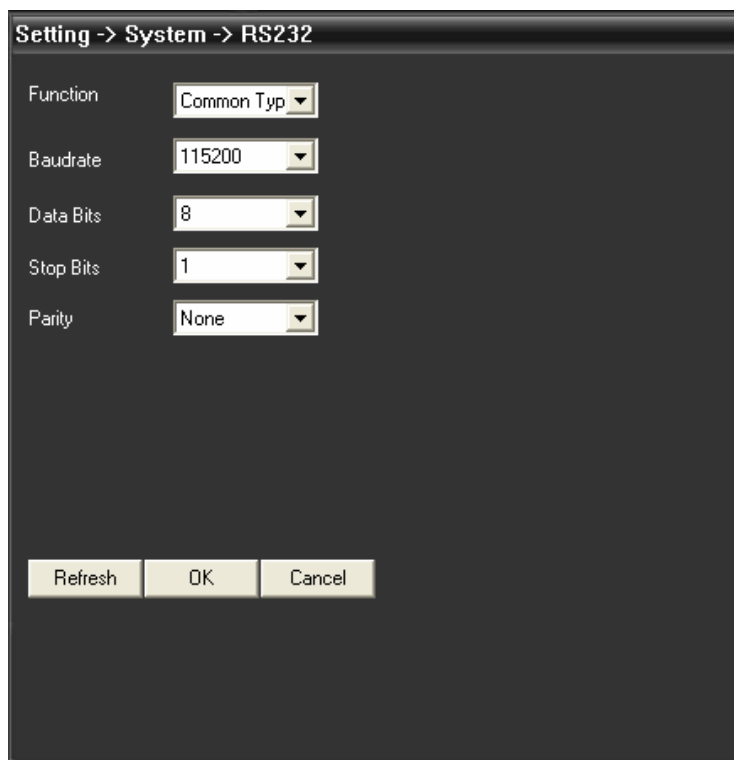 Setting -> System -> RS232
Function Common Typ
Baudrate 115200
Data Bits 8
Stop Bits 1
Parity None
Refresh OK Cancel